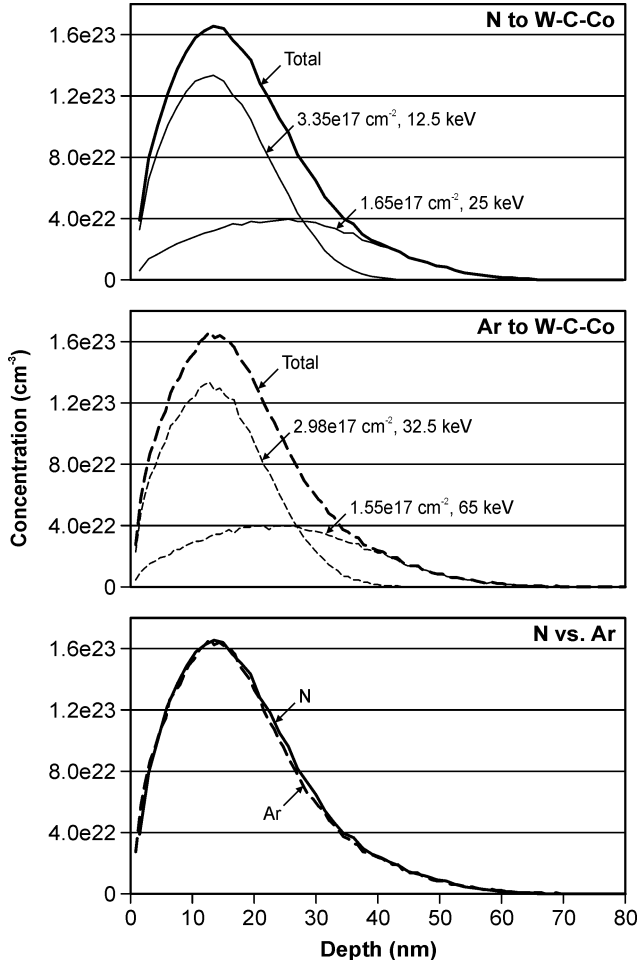 N to W-C-Co
1.6e23
1.2e23
8.0e22
4.0e22
0
Total
3.35e17 cm⁻², 12.5 keV
1.65e17 cm⁻², 25 keV
Ar to W-C-Co
1.6e23
1.2e23
8.0e22
4.0e22
0
Total
2.98e17 cm⁻², 32.5 keV
1.55e17 cm⁻², 65 keV
Concentration (cm⁻³)
N vs. Ar
1.6e23
1.2e23
8.0e22
4.0e22
0
N
Ar
0 10 20 30 40 50 60 70 80
Depth (nm)